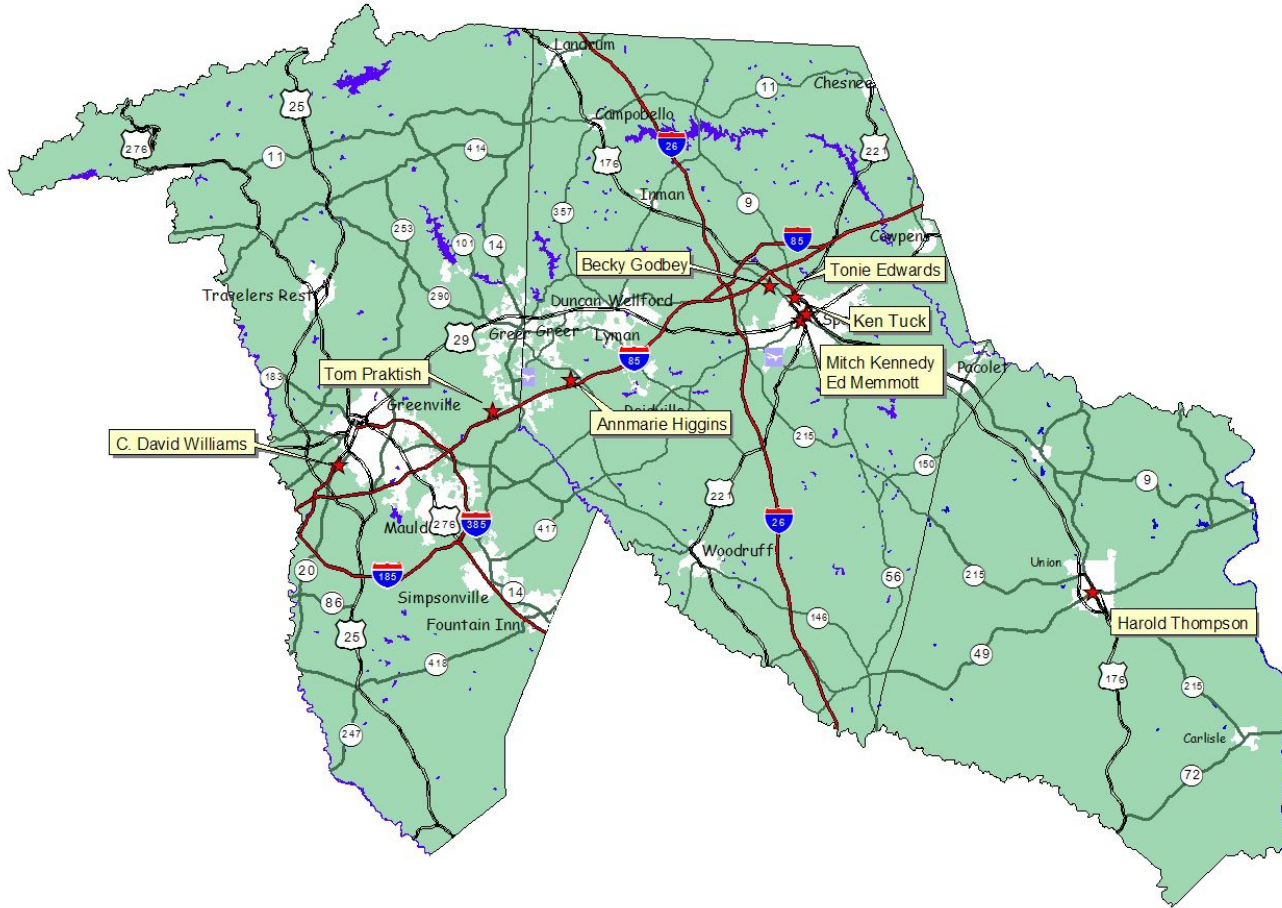 Landrum
25
11
Chesnee
Campobello
276
26
11
414
176
221
Inman
9
357
253
101
14
85
Cowpens
Becky Godbey
Tonie Edwards
Travelers Rest
290
Duncan Wellford
Ken Tuck
29
Greer
Greer
Lyman
85
Mitch Kennedy
Ed Memmott
Pacolet
Tom Praktish
183
Greenville
Annmarie Higgins
C. David Williams
215
150
9
221
276
385
417
26
Mauld
Woodruff
20
185
56
215
Union
86
Simpsonville
14
146
Fountain Inn
Harold Thompson
25
418
49
176
215
247
Carlisle
72